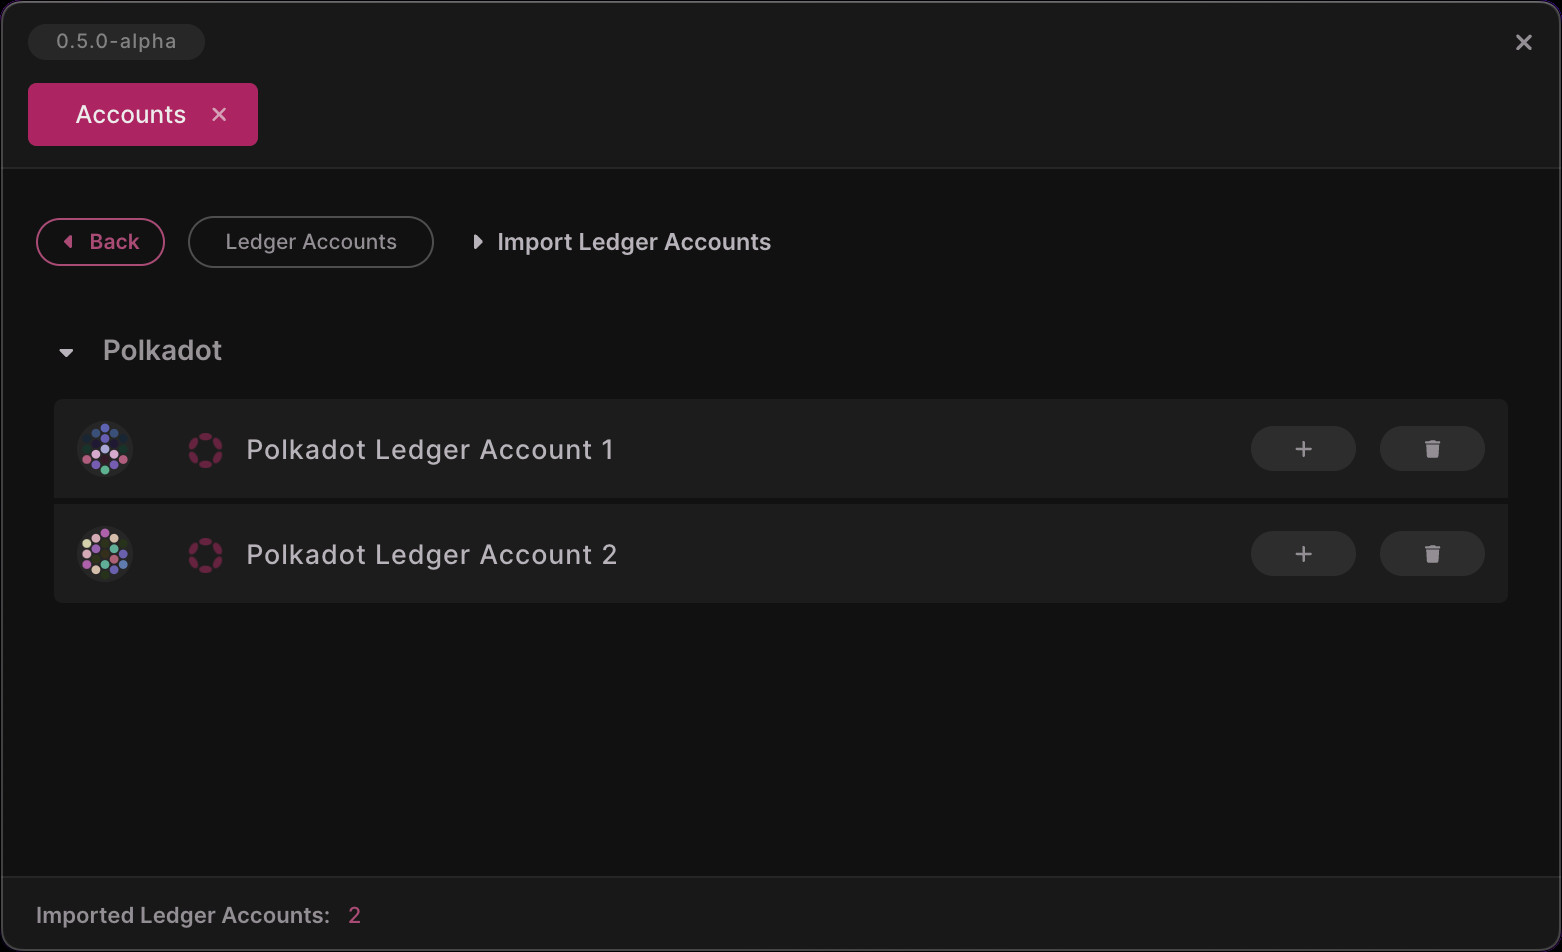 0.5.0-alpha
Accounts
Back
Ledger Accounts
Import Ledger Accounts
Polkadot
Polkadot Ledger Account 1
Polkadot Ledger Account 2
Imported Ledger Accounts: 2